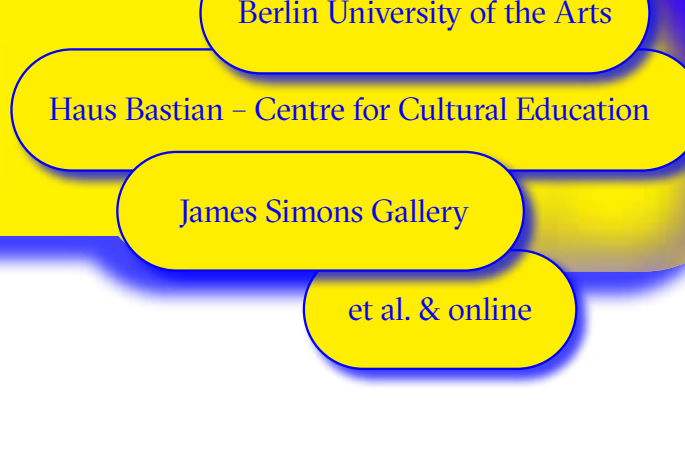 Berlin University of the Arts
Haus Bastian – Centre for Cultural Education
James Simons Gallery
et al. & online